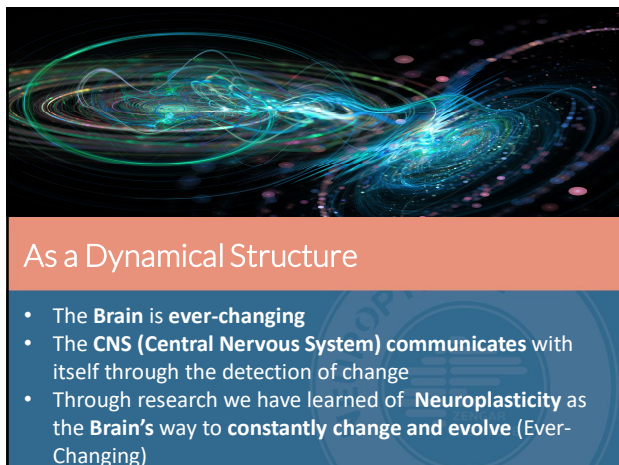 As a Dynamical Structure
• The Brain is ever-changing
• The CNS (Central Nervous System) communicates with
itself through the detection of change
• Through research we have learned of Neuroplasticity as
the Brain's way to constantly change and evolve (Ever-
Changing)
ZENGAR